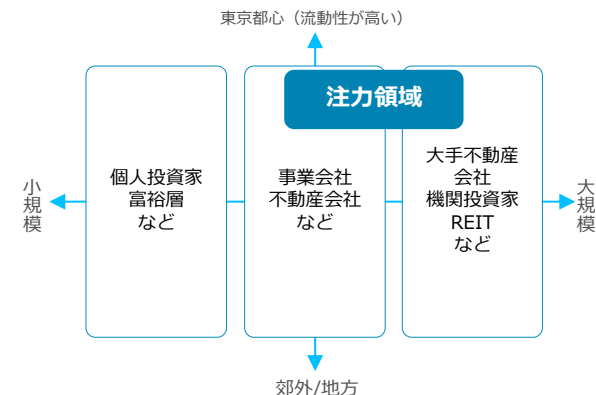 東京都心（流動性が高い）
注力領域
小規模
個人投資家
富裕層
など
事業会社
不動産会社
など
大手不動産
会社
機関投資家
REIT
など
大規模
郊外/地方